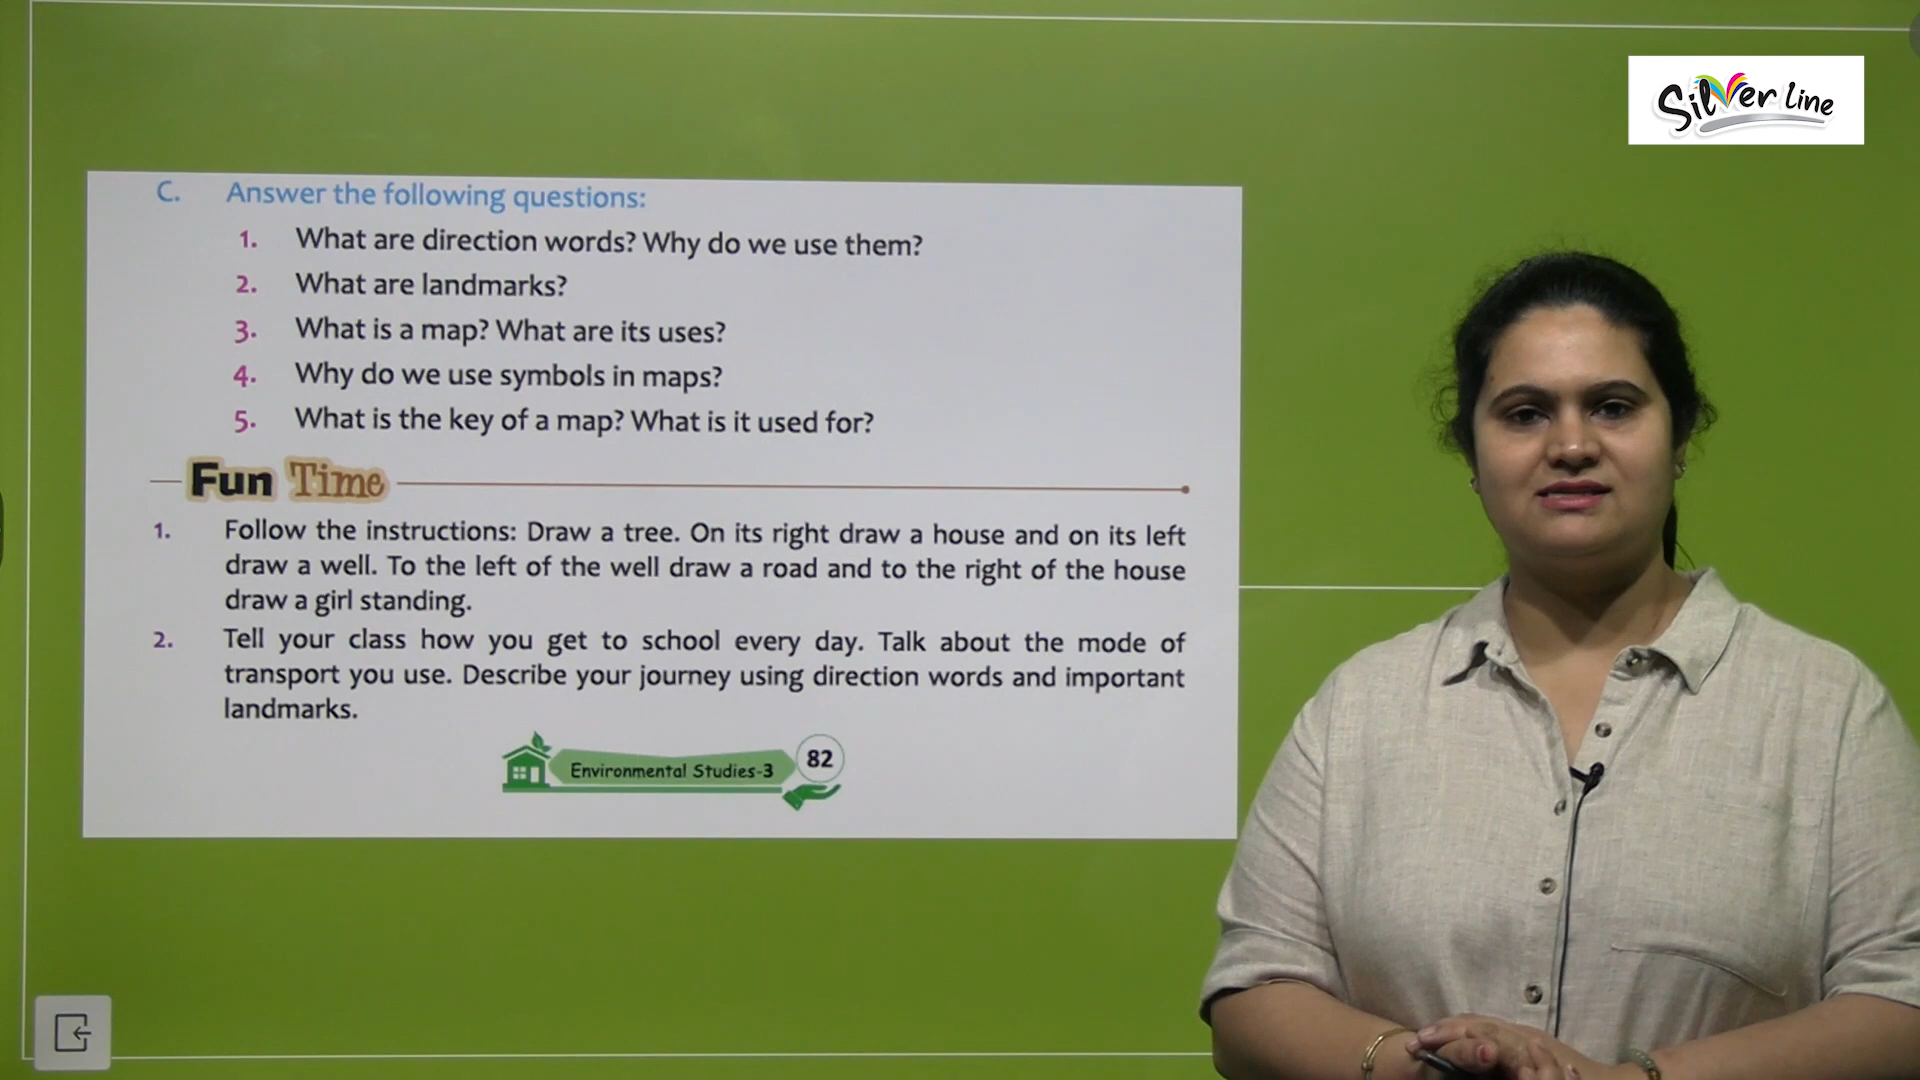 Silver line
C. Answer the following questions:
1. What are direction words? Why do we use them?
2. What are landmarks?
3. What is a map? What are its uses?
4. Why do we use symbols in maps?
5. What is the key of a map? What is it used for?
Fun Time
1. Follow the instructions: Draw a tree. On its right draw a house and on its left
draw a well. To the left of the well draw a road and to the right of the house
draw a girl standing.
2. Tell your class how you get to school every day. Talk about the mode of
transport you use. Describe your journey using direction words and important
landmarks.
Environmental Studies-3 82